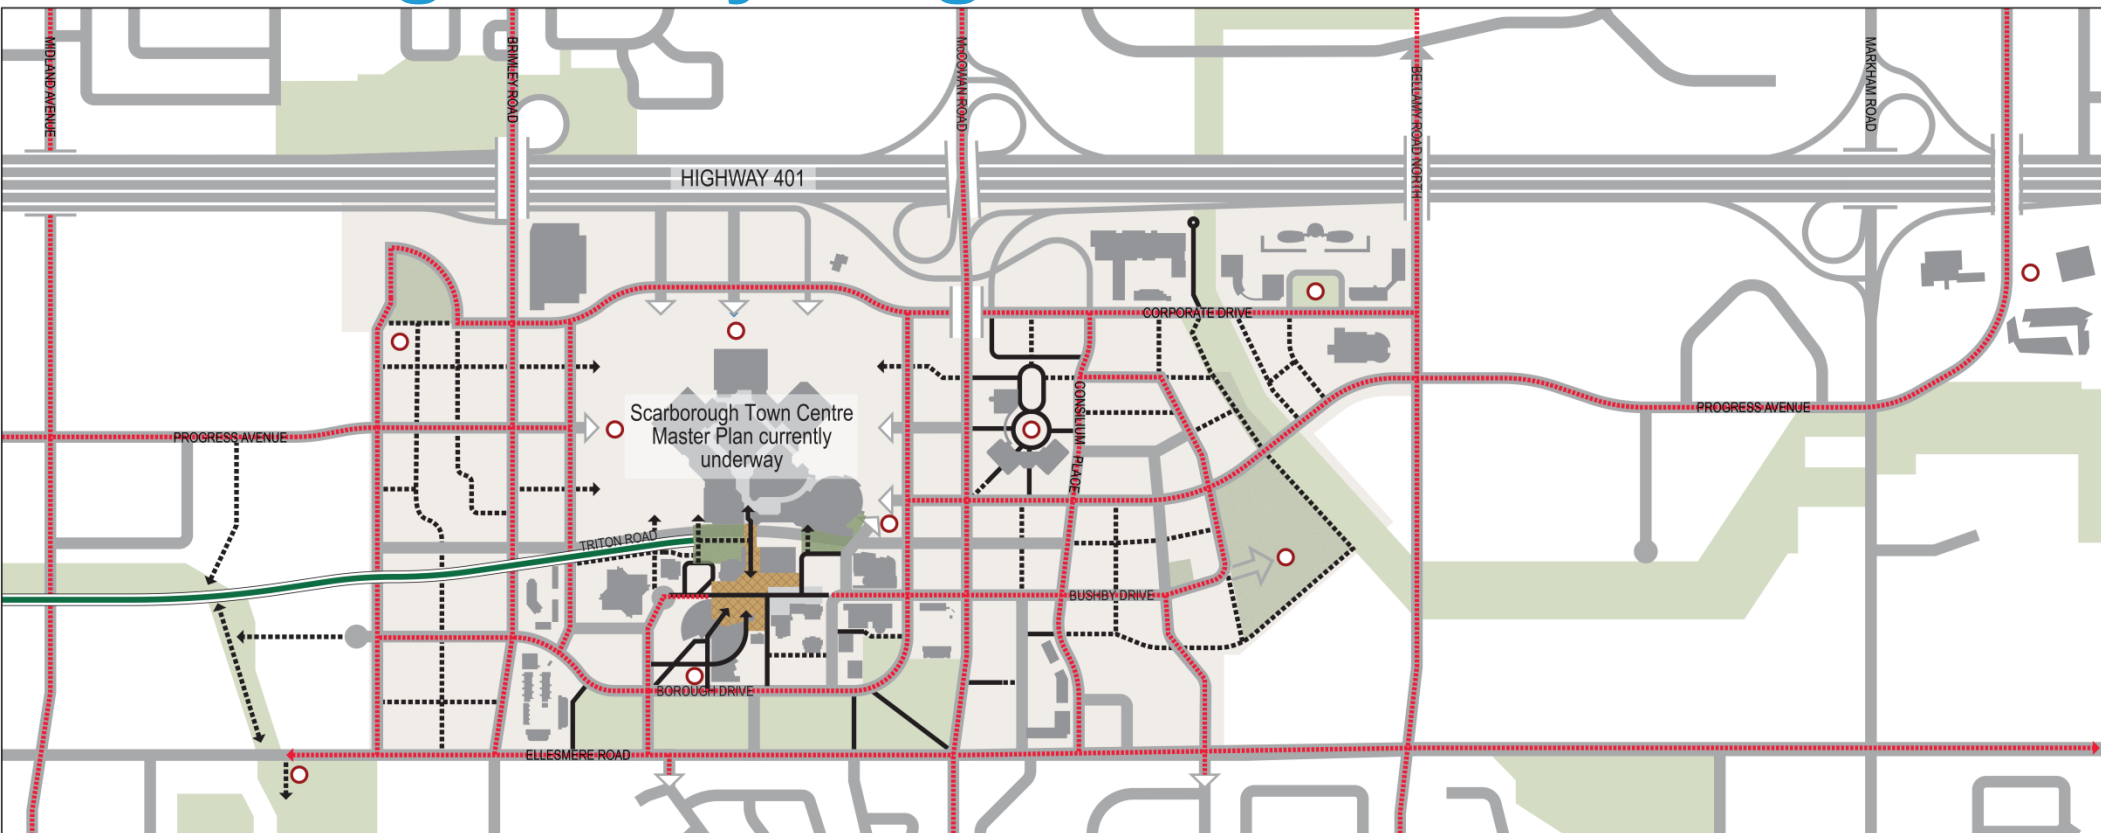 MIDLAND AVENUE
BRIMLEY ROAD
McCOWAN ROAD
BELLAMY ROAD NORTH
MARKHAM ROAD
HIGHWAY 401
CORPORATE DRIVE
CONSILIUM PLACE
Scarborough Town Centre
Master Plan currently
underway
PROGRESS AVENUE
PROGRESS AVENUE
TRITON ROAD
BUSHBY DRIVE
BOROUGH DRIVE
ELLESMERE ROAD